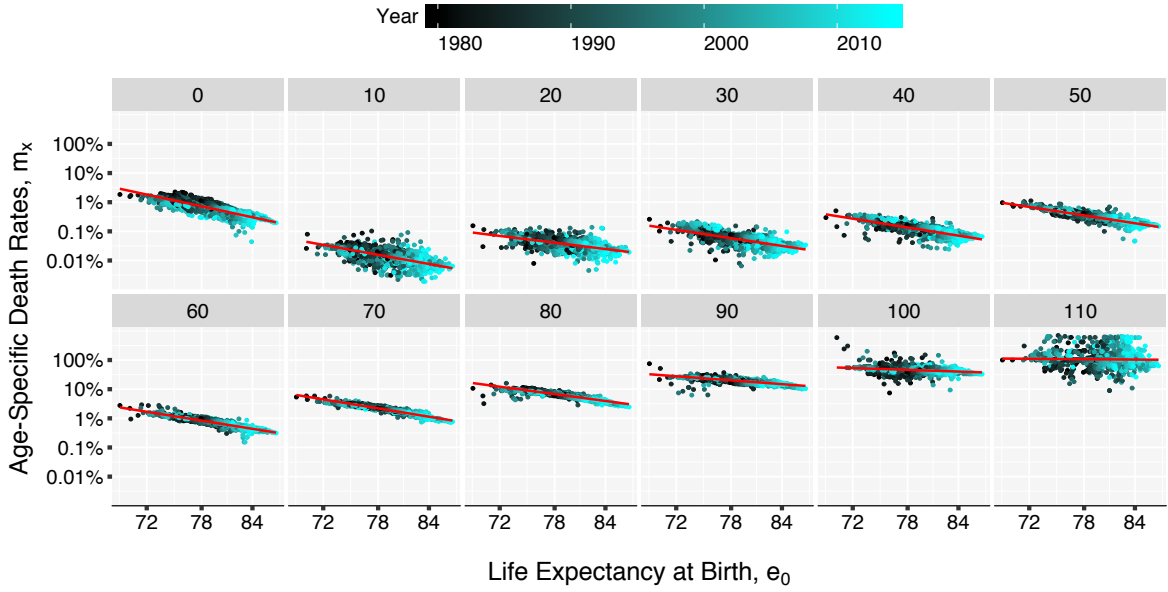 Year
1980 1990 2000 2010
0 10 20 30 40 50
100%
10%
1%
0.1%
0.01%
60 70 80 90 100 110
100%
10%
1%
0.1%
0.01%
72 78 84 72 78 84 72 78 84 72 78 84 72 78 84 72 78 84
Age-Specific Death Rates, mₓ
Life Expectancy at Birth, e₀